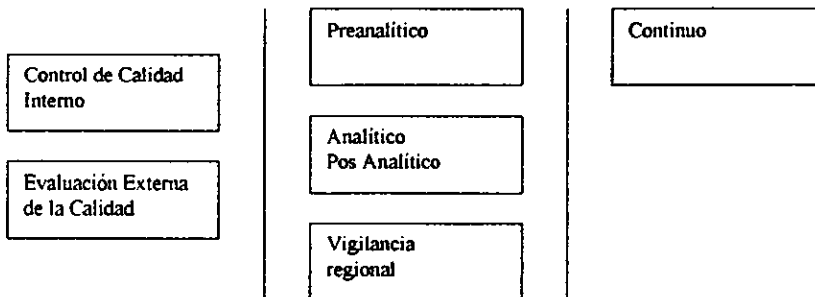 Control de Calidad
Interno
Evaluación Externa
de la Calidad
Preanalítico
Analítico
Pos Analítico
Vigilancia
regional
Continuo